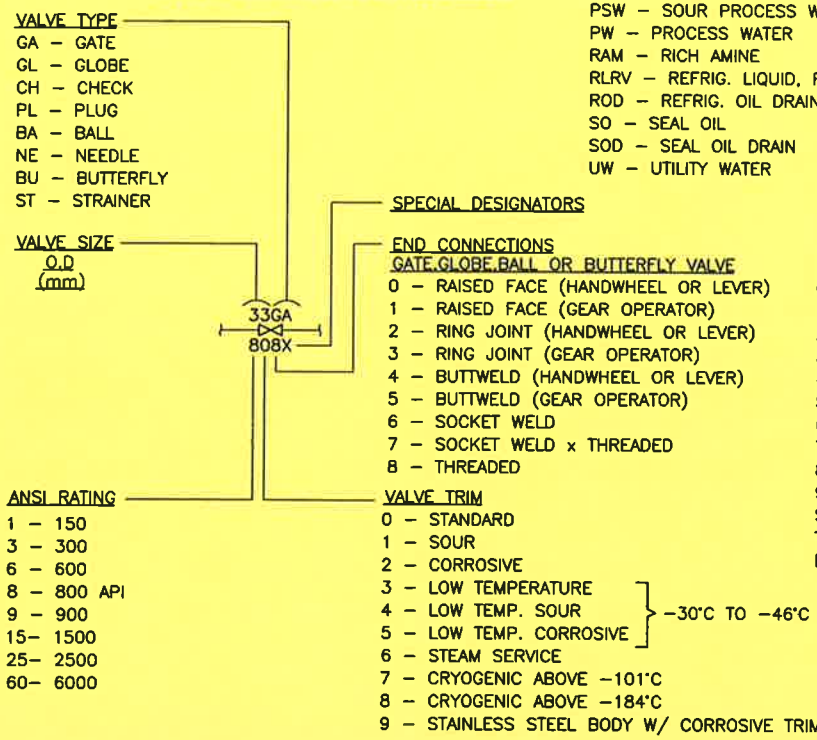 VALVE TYPE
GA – GATE
GL – GLOBE
CH – CHECK
PL – PLUG
BA – BALL
NE – NEEDLE
BU – BUTTERFLY
ST – STRAINER
PSW – SOUR PROCESS
PW – PROCESS WATER
RAM – RICH AMINE
RLRV – REFRIG. LIQUID,
ROD – REFRIG. OIL DRAIN
SO – SEAL OIL
SOD – SEAL OIL DRAIN
UW – UTILITY WATER
VALVE SIZE
O.D
(mm)
33GA
808X
SPECIAL DESIGNATORS
END CONNECTIONS
GATE,GLOBE,BALL OR BUTTERFLY VALVE
0 – RAISED FACE (HANDWHEEL OR LEVER)
1 – RAISED FACE (GEAR OPERATOR)
2 – RING JOINT (HANDWHEEL OR LEVER)
3 – RING JOINT (GEAR OPERATOR)
4 – BUTTWELD (HANDWHEEL OR LEVER)
5 – BUTTWELD (GEAR OPERATOR)
6 – SOCKET WELD
7 – SOCKET WELD x THREADED
8 – THREADED
ANSI RATING
1 – 150
3 – 300
6 – 600
8 – 800 API
9 – 900
15– 1500
25– 2500
60– 6000
VALVE TRIM
0 – STANDARD
1 – SOUR
2 – CORROSIVE
3 – LOW TEMPERATURE
4 – LOW TEMP. SOUR
5 – LOW TEMP. CORROSIVE
–30°C TO –46°C
6 – STEAM SERVICE
7 – CRYOGENIC ABOVE –101°C
8 – CRYOGENIC ABOVE –184°C
9 – STAINLESS STEEL BODY W/ CORROSIVE TRIM